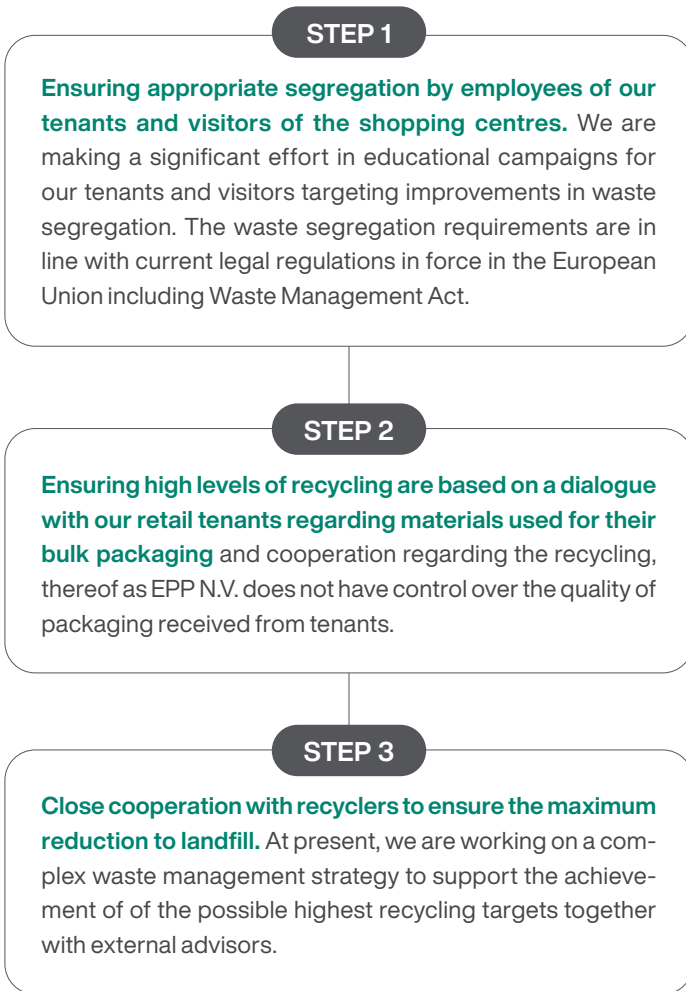 STEP 1
Ensuring appropriate segregation by employees of our
tenants and visitors of the shopping centres. We are
making a significant effort in educational campaigns for
our tenants and visitors targeting improvements in waste
segregation. The waste segregation requirements are in
line with current legal regulations in force in the European
Union including Waste Management Act.
STEP 2
Ensuring high levels of recycling are based on a dialogue
with our retail tenants regarding materials used for their
bulk packaging and cooperation regarding the recycling,
thereof as EPP N.V. does not have control over the quality of
packaging received from tenants.
STEP 3
Close cooperation with recyclers to ensure the maximum
reduction to landfill. At present, we are working on a com-
plex waste management strategy to support the achieve-
ment of of the possible highest recycling targets together
with external advisors.